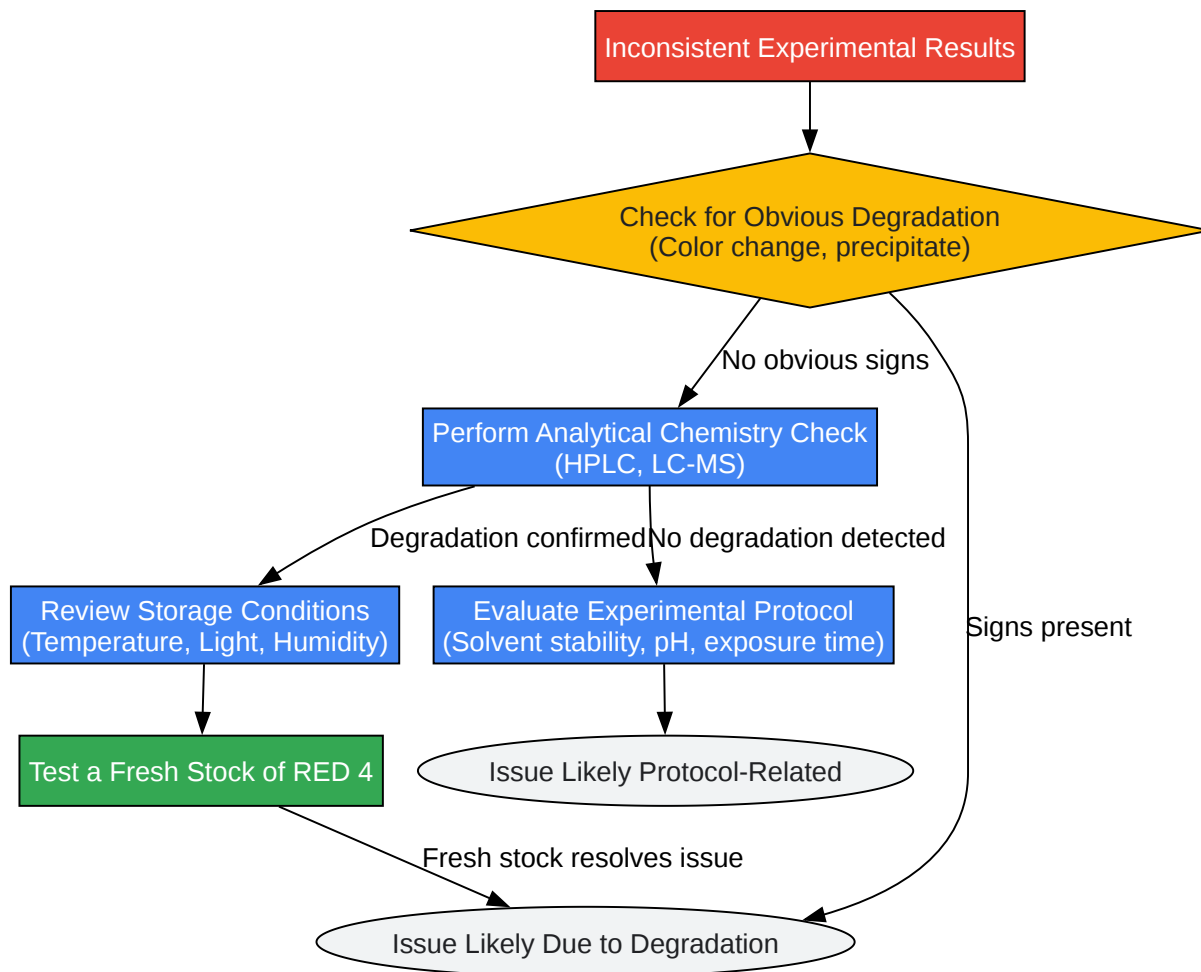 Inconsistent Experimental Results
Check for Obvious Degradation
(Color change, precipitate)
No obvious signs
Perform Analytical Chemistry Check
(HPLC, LC-MS)
Degradation confirmed
No degradation detected
Review Storage Conditions
(Temperature, Light, Humidity)
Evaluate Experimental Protocol
(Solvent stability, pH, exposure time)
Signs present
Test a Fresh Stock of RED 4
Issue Likely Protocol-Related
Fresh stock resolves issue
Issue Likely Due to Degradation